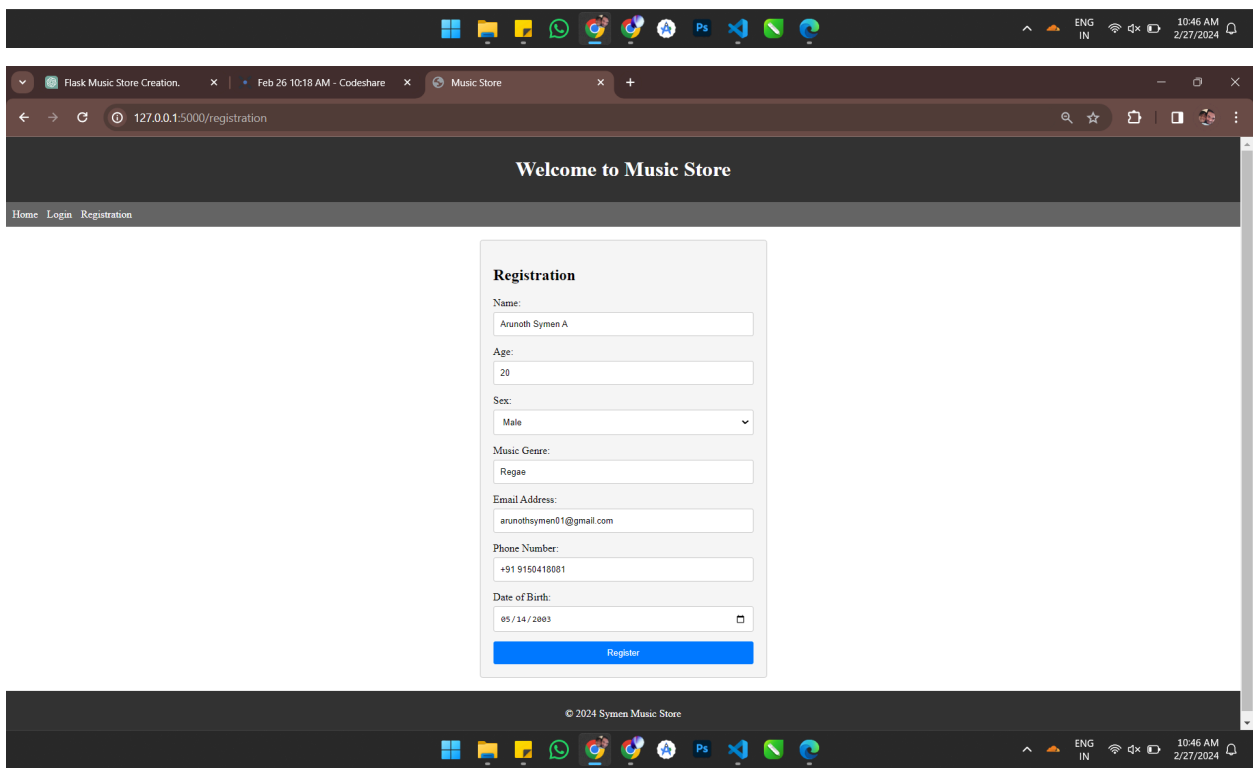 Ps
ENG
IN
10:46 AM
2/27/2024
Flask Music Store Creation.
Feb 26 10:18 AM - Codeshare
Music Store
127.0.0.1:5000/registration
Welcome to Music Store
Home Login Registration
Registration
Name:
Arunoth Symen A
Age:
20
Sex:
Male
Music Genre:
Regae
Email Address:
arunothsymen01@gmail.com
Phone Number:
+91 9150418081
Date of Birth:
05/14/2003
Register
© 2024 Symen Music Store
Ps
ENG
IN
10:46 AM
2/27/2024